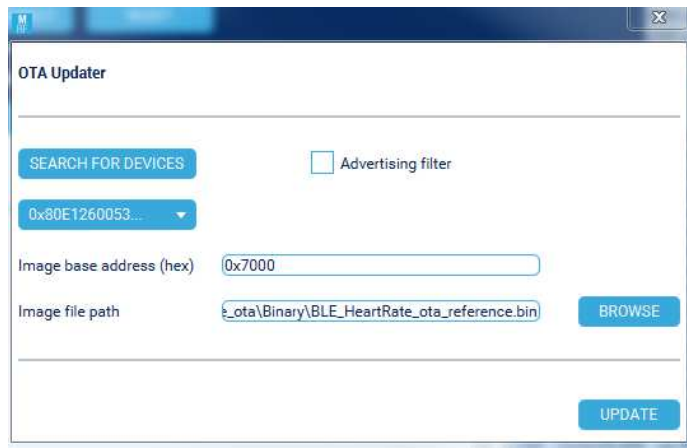 OTA Updater
SEARCH FOR DEVICES
Advertising filter
0x80E1260053...
Image base address (hex)
0x7000
Image file path
e_ota\Binary\BLE_HeartRate_ota_reference.bin
BROWSE
UPDATE